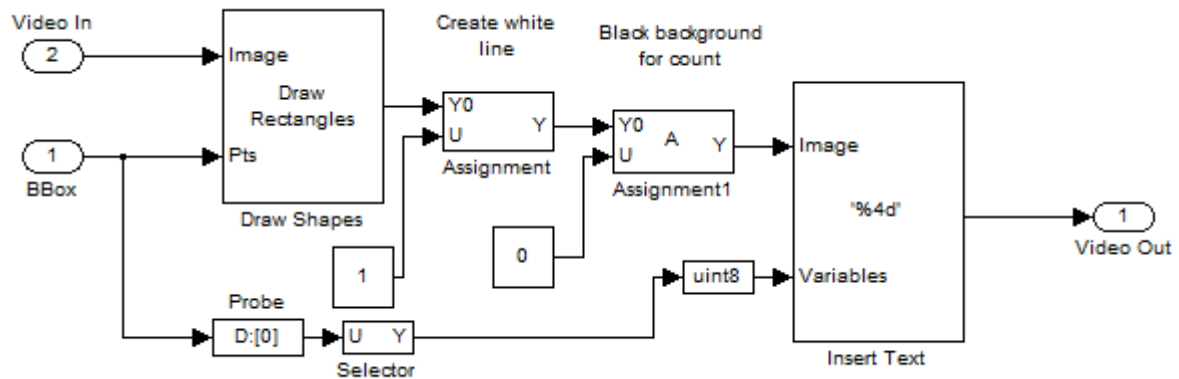 Video In
2
Image
Draw
Rectangles
Pts
1
BBox
Draw Shapes
Create white
line
Y0
U
Y
Assignment
Black background
for count
Y0
U
A
Y
Assignment1
1
0
Image
'%4d'
Variables
Insert Text
uint8
1
Video Out
Probe
D:[0]
U
Y
Selector